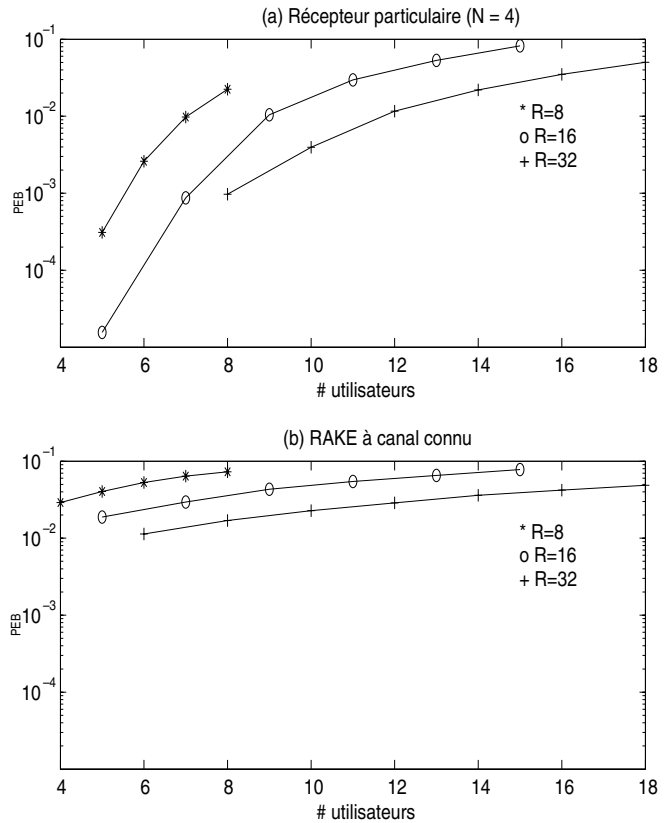 (a) Récepteur particulaire (N = 4)
10^-1
10^-2
10^-3
10^-4
PEB
* R=8
o R=16
+ R=32
4 6 8 10 12 14 16 18
# utilisateurs
(b) RAKE à canal connu
10^-1
10^-2
10^-3
10^-4
PEB
* R=8
o R=16
+ R=32
4 6 8 10 12 14 16 18
# utilisateurs